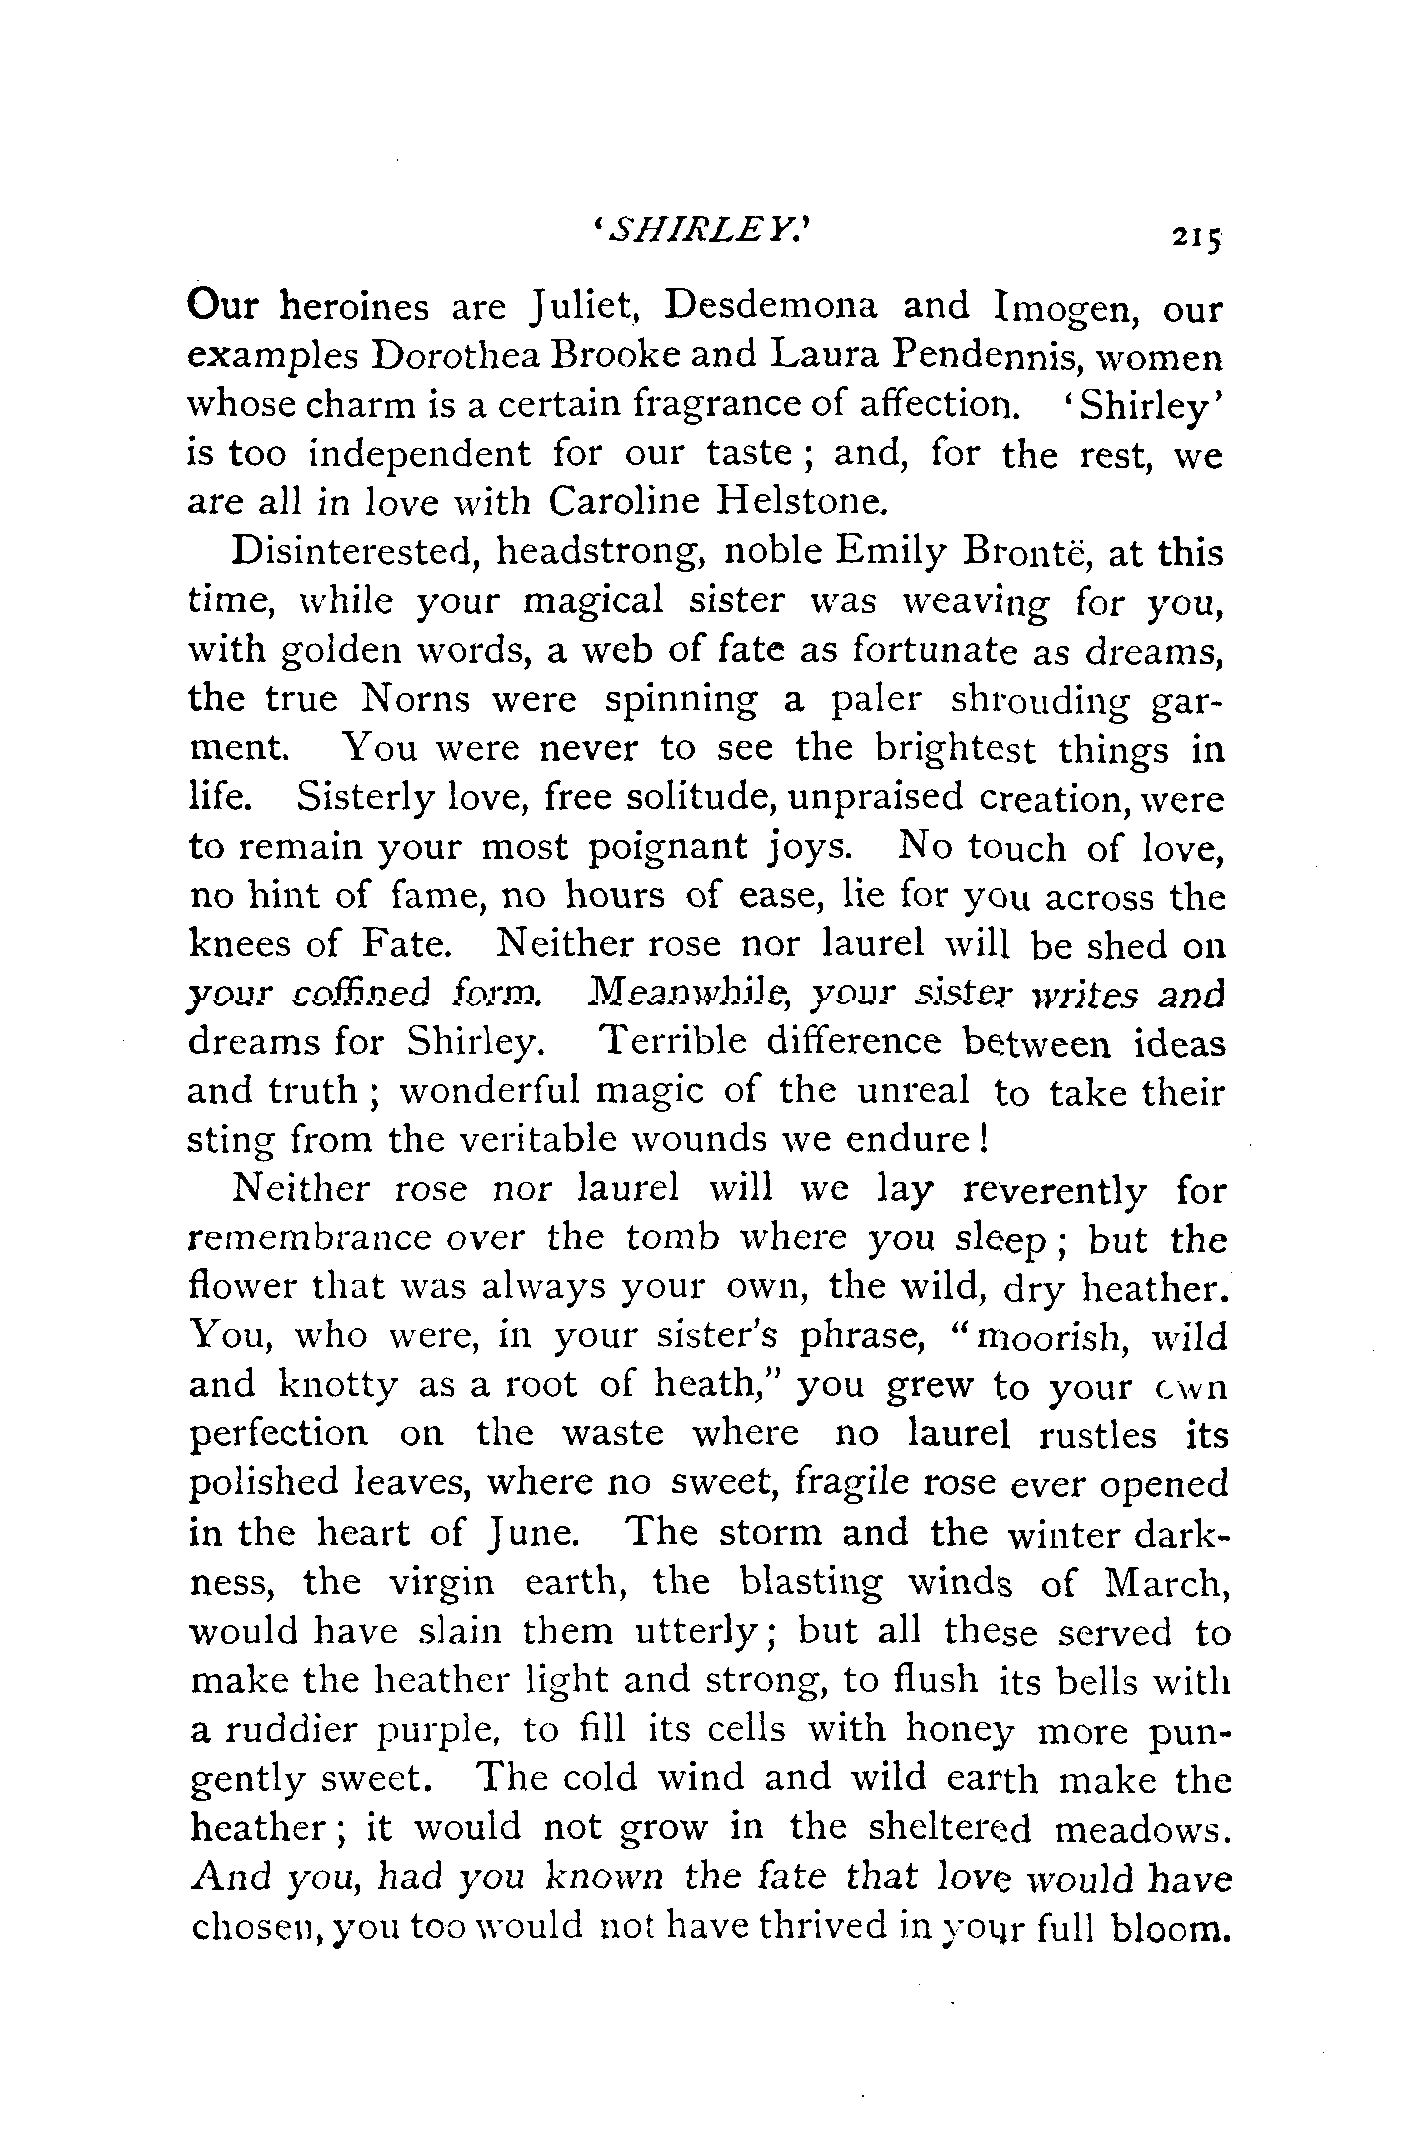 ‘SHIRLEY.’ 215
Our heroines are Juliet, Desdemona and Imogen, our
examples Dorothea Brooke and Laura Pendennis, women
whose charm is a certain fragrance of affection. ‘Shirley’
is too independent for our taste ; and, for the rest, we
are all in love with Caroline Helstone.
Disinterested, headstrong, noble Emily Brontë, at this
time, while your magical sister was weaving for you,
with golden words, a web of fate as fortunate as dreams,
the true Norns were spinning a paler shrouding gar-
ment. You were never to see the brightest things in
life. Sisterly love, free solitude, unpraised creation, were
to remain your most poignant joys. No touch of love,
no hint of fame, no hours of ease, lie for you across the
knees of Fate. Neither rose nor laurel will be shed on
your coffined form. Meanwhile, your sister writes and
dreams for Shirley. Terrible difference between ideas
and truth ; wonderful magic of the unreal to take their
sting from the veritable wounds we endure !
Neither rose nor laurel will we lay reverently for
remembrance over the tomb where you sleep ; but the
flower that was always your own, the wild, dry heather.
You, who were, in your sister’s phrase, “moorish, wild
and knotty as a root of heath,” you grew to your own
perfection on the waste where no laurel rustles its
polished leaves, where no sweet, fragile rose ever opened
in the heart of June. The storm and the winter dark-
ness, the virgin earth, the blasting winds of March,
would have slain them utterly ; but all these served to
make the heather light and strong, to flush its bells with
a ruddier purple, to fill its cells with honey more pun-
gently sweet. The cold wind and wild earth make the
heather ; it would not grow in the sheltered meadows.
And you, had you known the fate that love would have
chosen, you too would not have thrived in your full bloom.